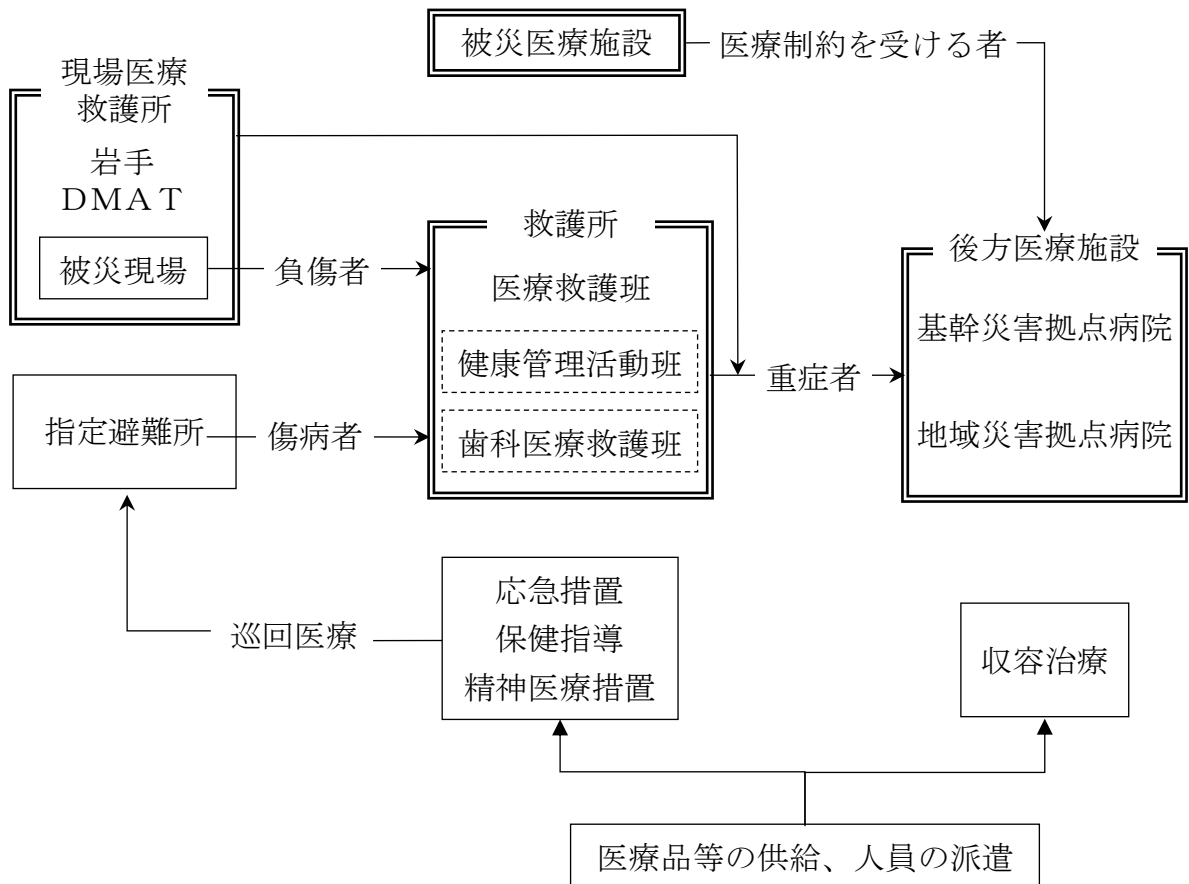 被災医療施設
医療制約を受ける者
現場医療
救護所
岩手
ＤＭＡＴ
被災現場
負傷者
救護所
医療救護班
健康管理活動班
歯科医療救護班
重症者
後方医療施設
基幹災害拠点病院
地域災害拠点病院
指定避難所
傷病者
巡回医療
応急措置
保健指導
精神医療措置
収容治療
医療品等の供給、人員の派遣